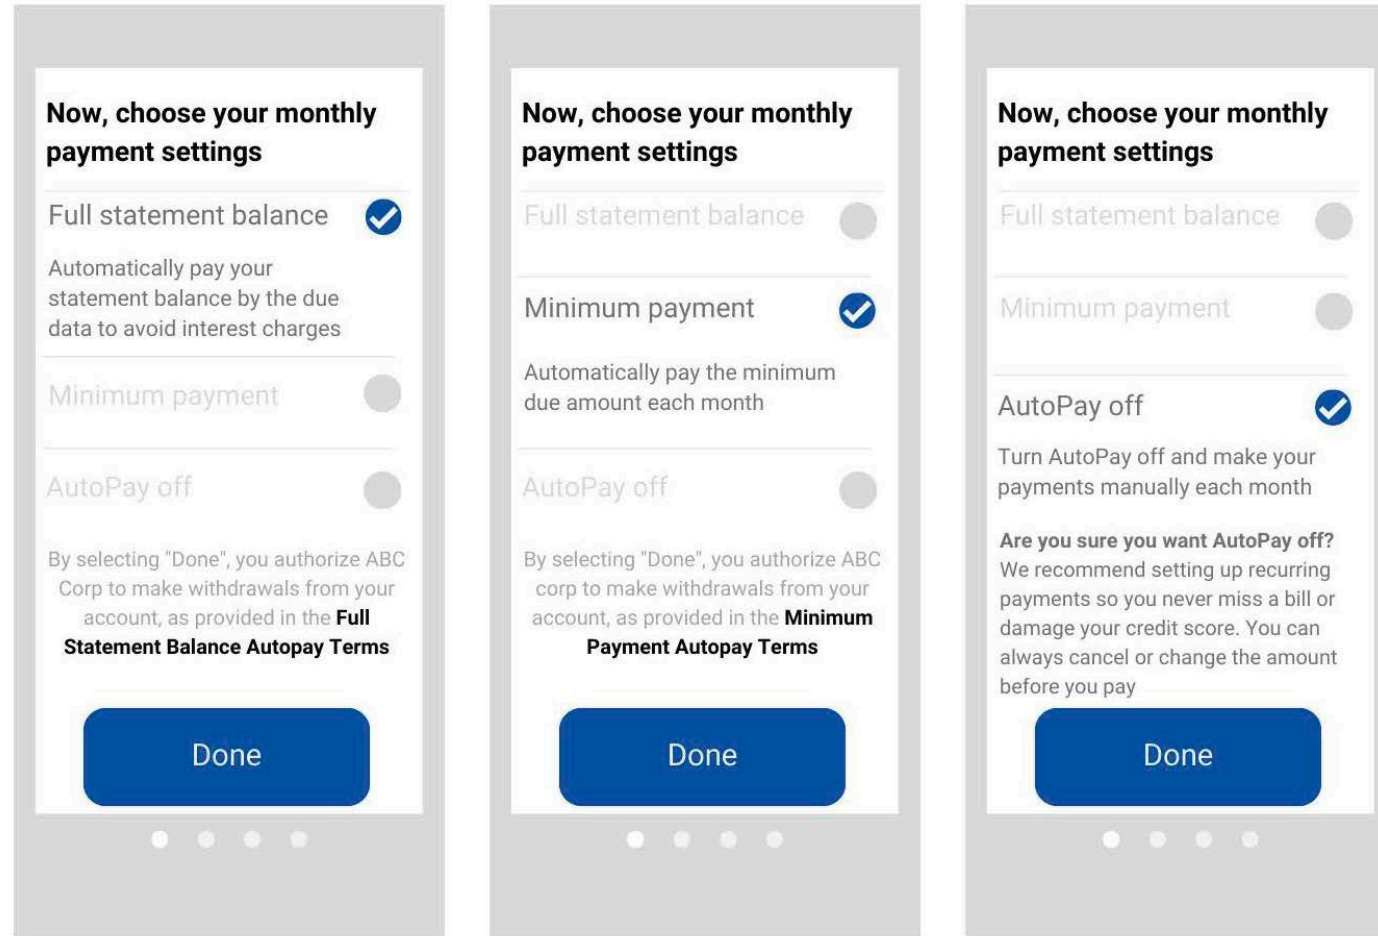 Now, choose your monthly
payment settings
Full statement balance
Automatically pay your
statement balance by the due
data to avoid interest charges
Minimum payment
AutoPay off
By selecting "Done", you authorize ABC
Corp to make withdrawals from your
account, as provided in the Full
Statement Balance Autopay Terms
Done
Now, choose your monthly
payment settings
Full statement balance
Minimum payment
Automatically pay the minimum
due amount each month
AutoPay off
By selecting "Done", you authorize ABC
corp to make withdrawals from your
account, as provided in the Minimum
Payment Autopay Terms
Done
Now, choose your monthly
payment settings
Full statement balance
Minimum payment
AutoPay off
Turn AutoPay off and make your
payments manually each month
Are you sure you want AutoPay off?
We recommend setting up recurring
payments so you never miss a bill or
damage your credit score. You can
always cancel or change the amount
before you pay
Done